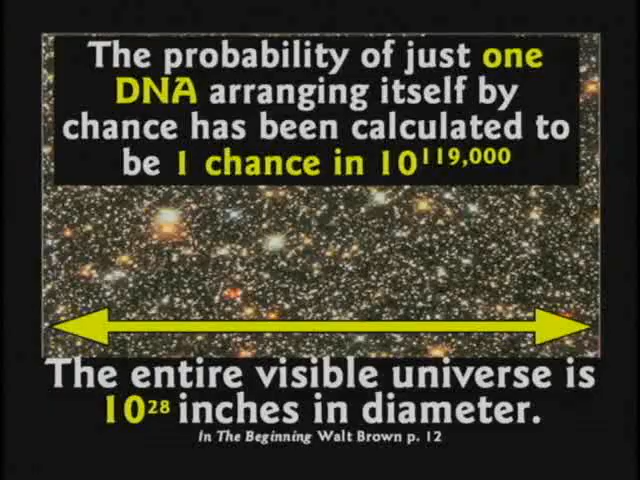 The probability of just one
DNA arranging itself by
chance has been calculated to
be 1 chance in 10¹¹⁹,⁰⁰⁰
The entire visible universe is
10²⁸ inches in diameter.
In The Beginning Walt Brown p. 12